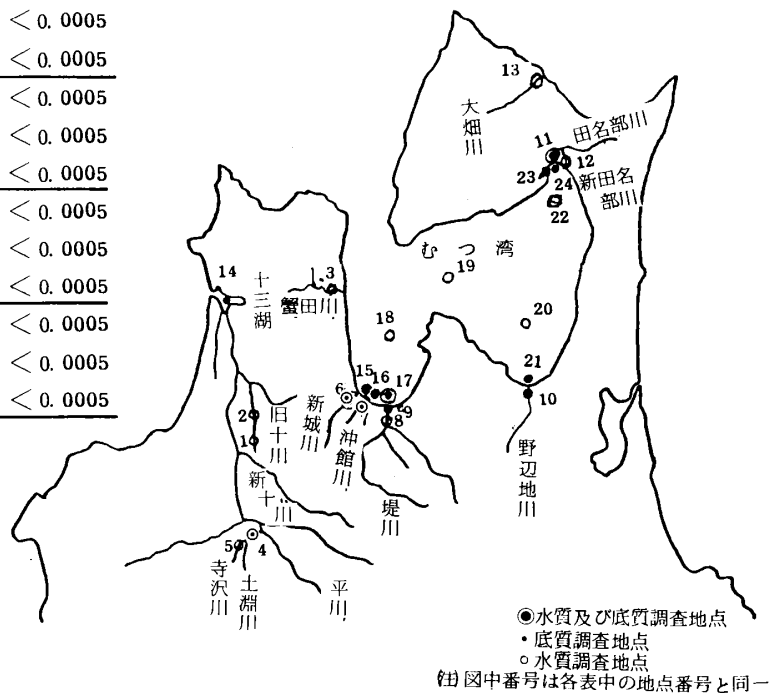 ＜0.0005
＜0.0005
＜0.0005
＜0.0005
＜0.0005
＜0.0005
＜0.0005
＜0.0005
＜0.0005
＜0.0005
＜0.0005
13
大畑川
田名部川
11
12
23
24
新田名部川
22
むつ湾
19
14
十三湖
3
蟹田川
18
20
21
15
16
17
6
9
8
10
2
旧十川
新城川
沖館川
1
新十川
堤川
野辺地川
5
4
寺沢川
土淵川
平川
◎水質及び底質調査地点
・底質調査地点
○水質調査地点
(注)図中番号は各表中の地点番号と同一